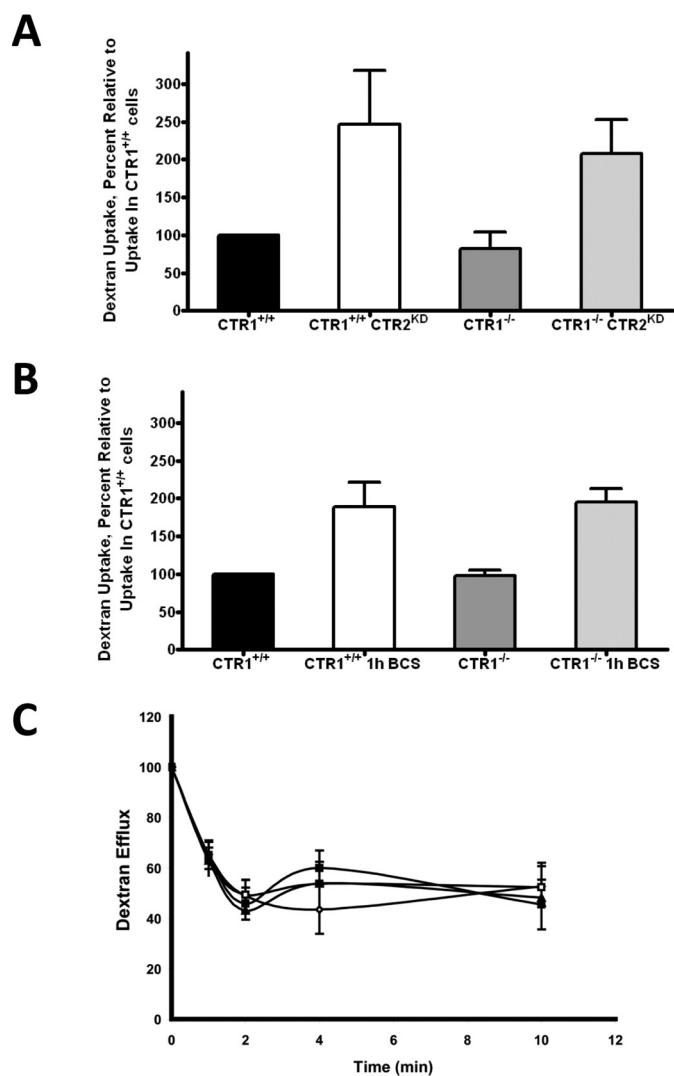 A
Dextran Uptake, Percent Relative to
Uptake In CTR1+/+ cells
300
250
200
150
100
50
0
CTR1+/+ CTR1+/+ CTR2KD CTR1-/- CTR1-/- CTR2KD
B
Dextran Uptake, Percent Relative to
Uptake In CTR1+/+ cells
300
250
200
150
100
50
0
CTR1+/+ CTR1+/+ 1h BCS CTR1-/- CTR1-/- 1h BCS
C
Dextran Efflux
120
100
80
60
40
20
0
0 2 4 6 8 10 12
Time (min)